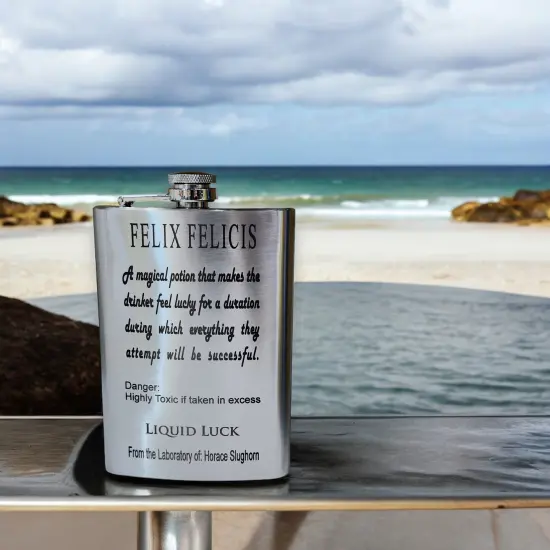 FELIX FELICIS
A magical potion that makes the
drinker feel lucky for a duration
during which everything they
attempt will be successful.
Danger:
Highly Toxic if taken in excess
LIQUID LUCK
From the Laboratory of: Horace Slughorn